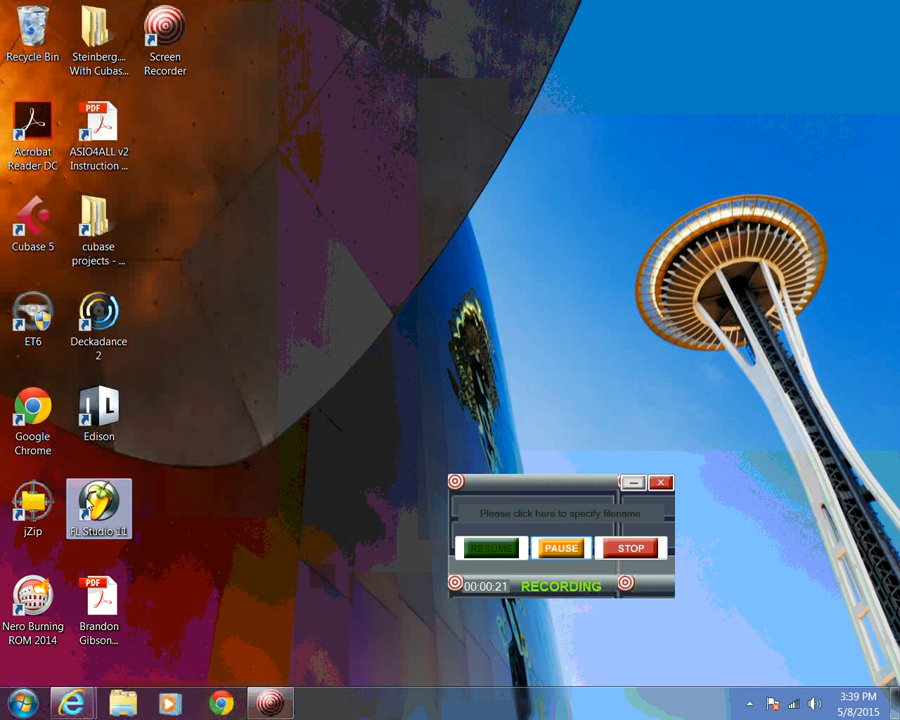 Recycle Bin
Steinberg....
With Cubas...
Screen
Recorder
Acrobat
Reader DC
PDF
ASIO4ALL v2
Instruction ...
Cubase 5
cubase
projects - ...
ET6
Deckadance
2
Google
Chrome
Edison
jZip
FL Studio 11
Nero Burning
ROM 2014
PDF
Brandon
Gibson...
Please click here to specify filename
RESUME
PAUSE
STOP
00:00:21
RECORDING
3:39 PM
5/8/2015